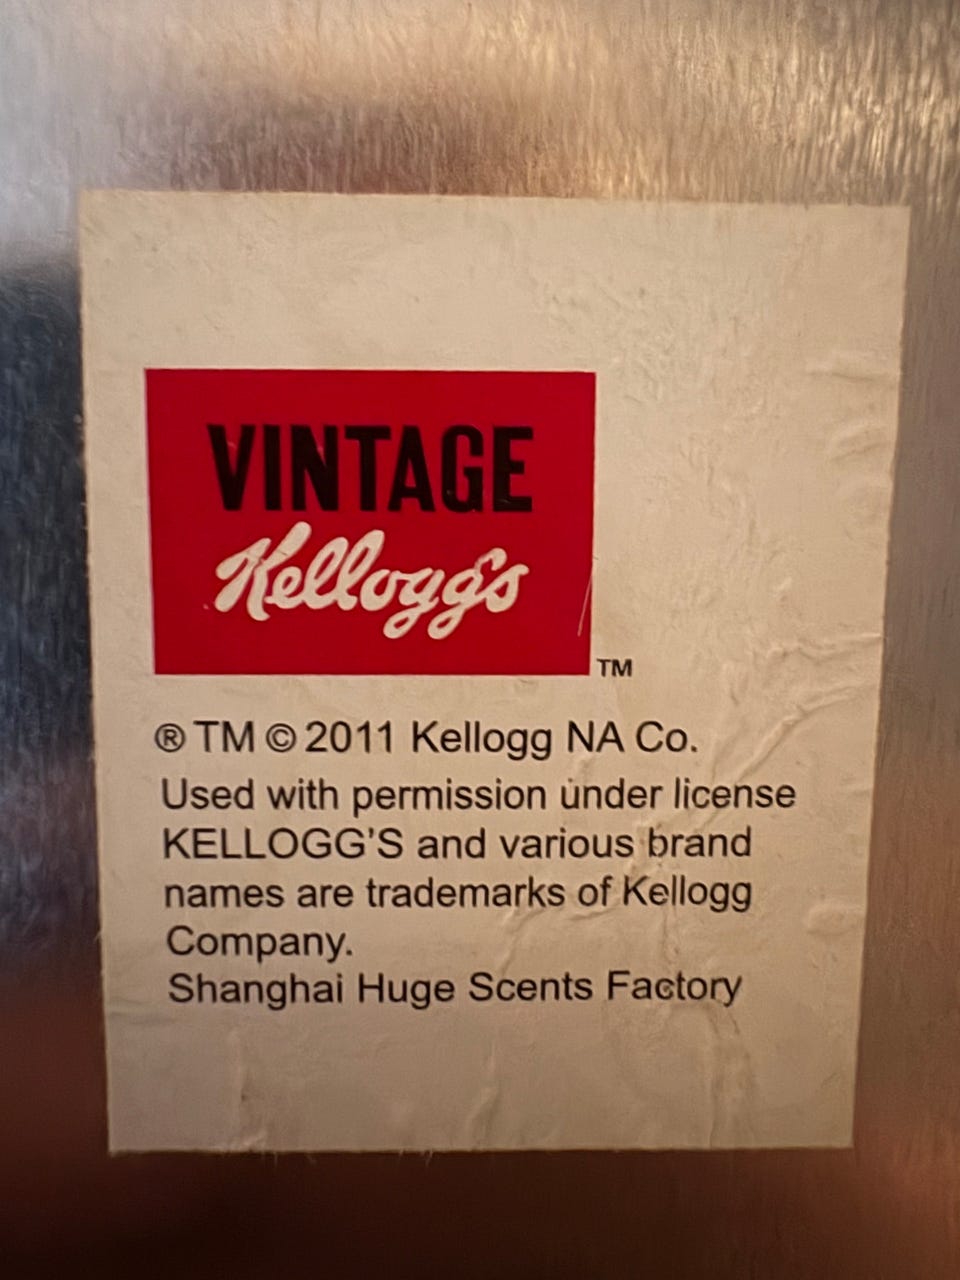 VINTAGE
Kellogg's
TM
® TM © 2011 Kellogg NA Co.
Used with permission under license
KELLOGG'S and various brand
names are trademarks of Kellogg
Company.
Shanghai Huge Scents Factory